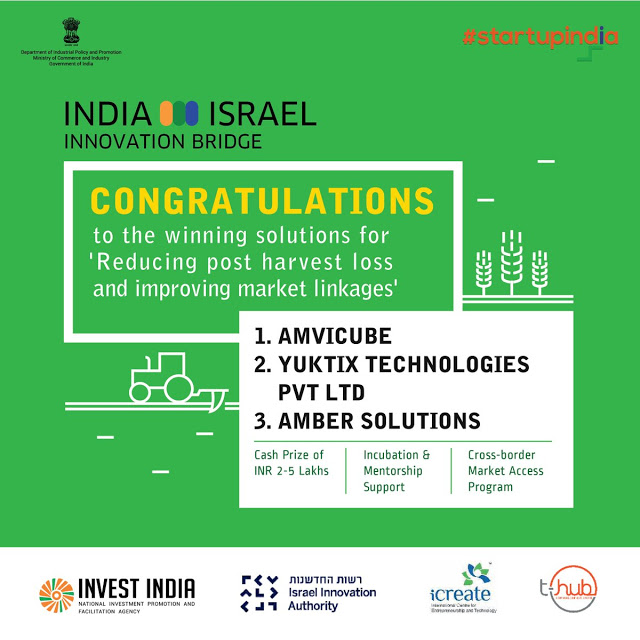 Department of Industrial Policy and Promotion
Ministry of Commerce and Industry
Government of India
#startupindia
INDIA ISRAEL
INNOVATION BRIDGE
CONGRATULATIONS
to the winning solutions for
'Reducing post harvest loss
and improving market linkages'
1. AMVICUBE
2. YUKTIX TECHNOLOGIES
PVT LTD
3. AMBER SOLUTIONS
Cash Prize of
INR 2-5 Lakhs
Incubation &
Mentorship
Support
Cross-border
Market Access
Program
INVEST INDIA
NATIONAL INVESTMENT PROMOTION AND
FACILITATION AGENCY
רשות החדשנות
Israel Innovation
Authority
icreate
International Centre for
Entrepreneurship and Technology
t-hub